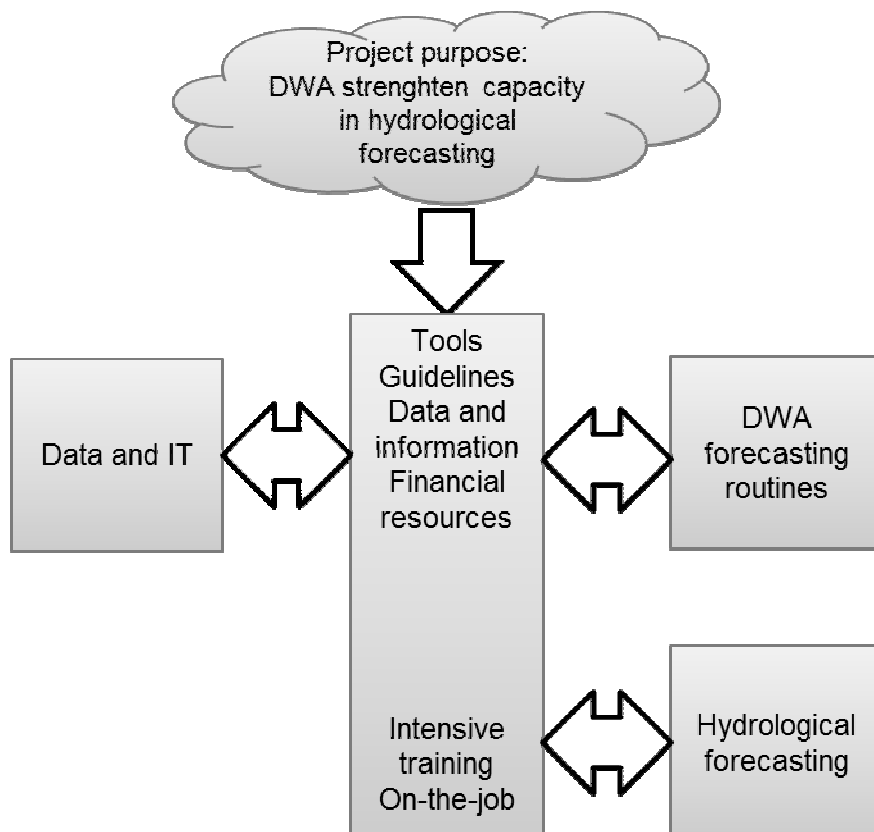 Project purpose:
DWA strenghten capacity
in hydrological
forecasting
Tools
Guidelines
Data and
information
Financial
resources
Data and IT
DWA
forecasting
routines
Intensive
training
On-the-job
Hydrological
forecasting